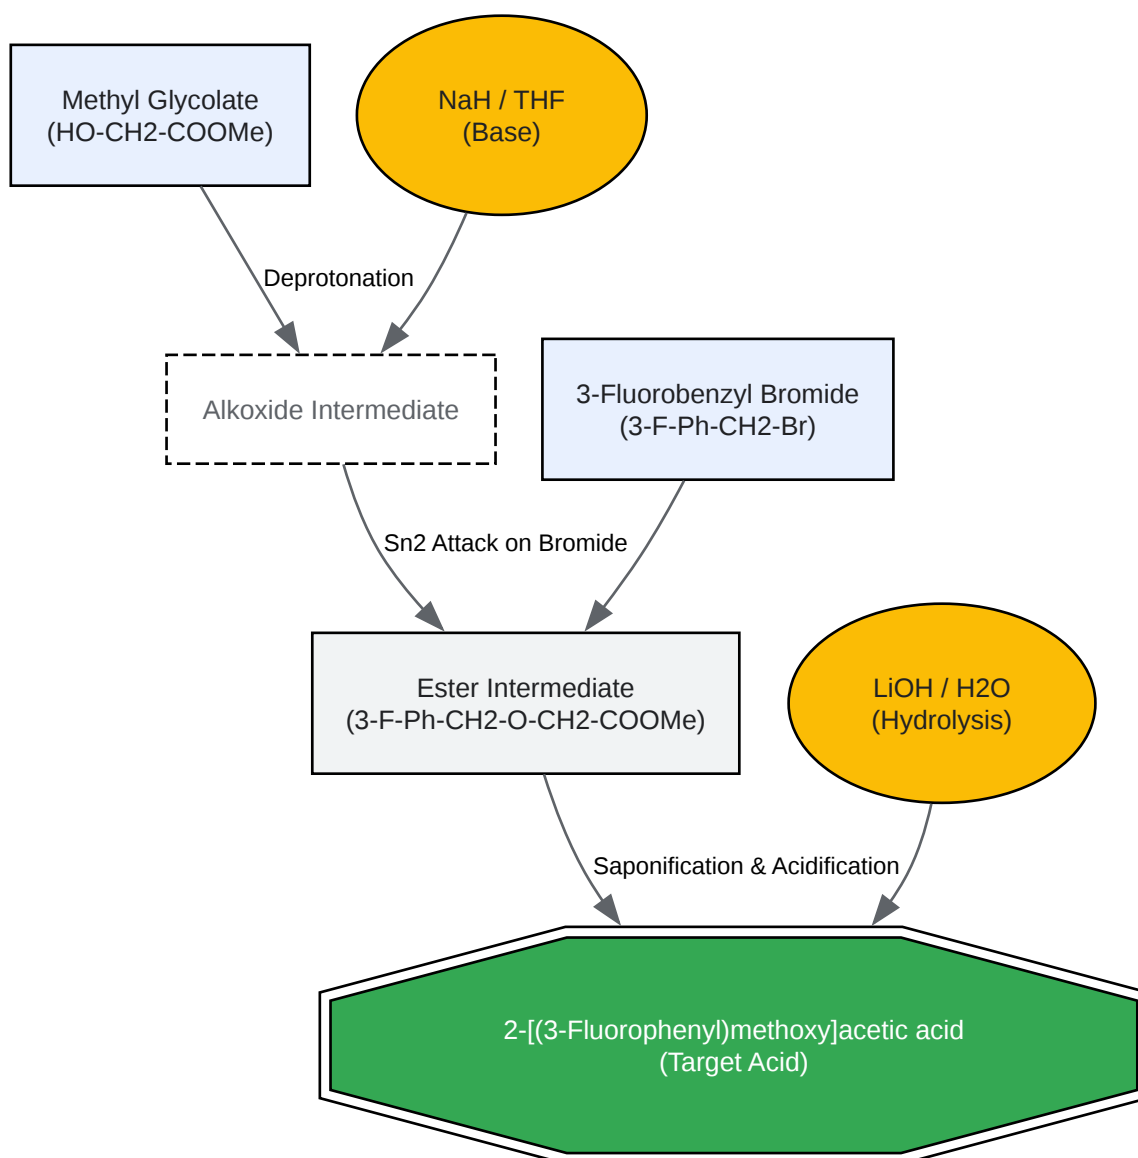 Methyl Glycolate
(HO-CH2-COOMe)
NaH / THF
(Base)
Deprotonation
Alkoxide Intermediate
3-Fluorobenzyl Bromide
(3-F-Ph-CH2-Br)
Sn2 Attack on Bromide
Ester Intermediate
(3-F-Ph-CH2-O-CH2-COOMe)
LiOH / H2O
(Hydrolysis)
Saponification & Acidification
2-[(3-Fluorophenyl)methoxy]acetic acid
(Target Acid)